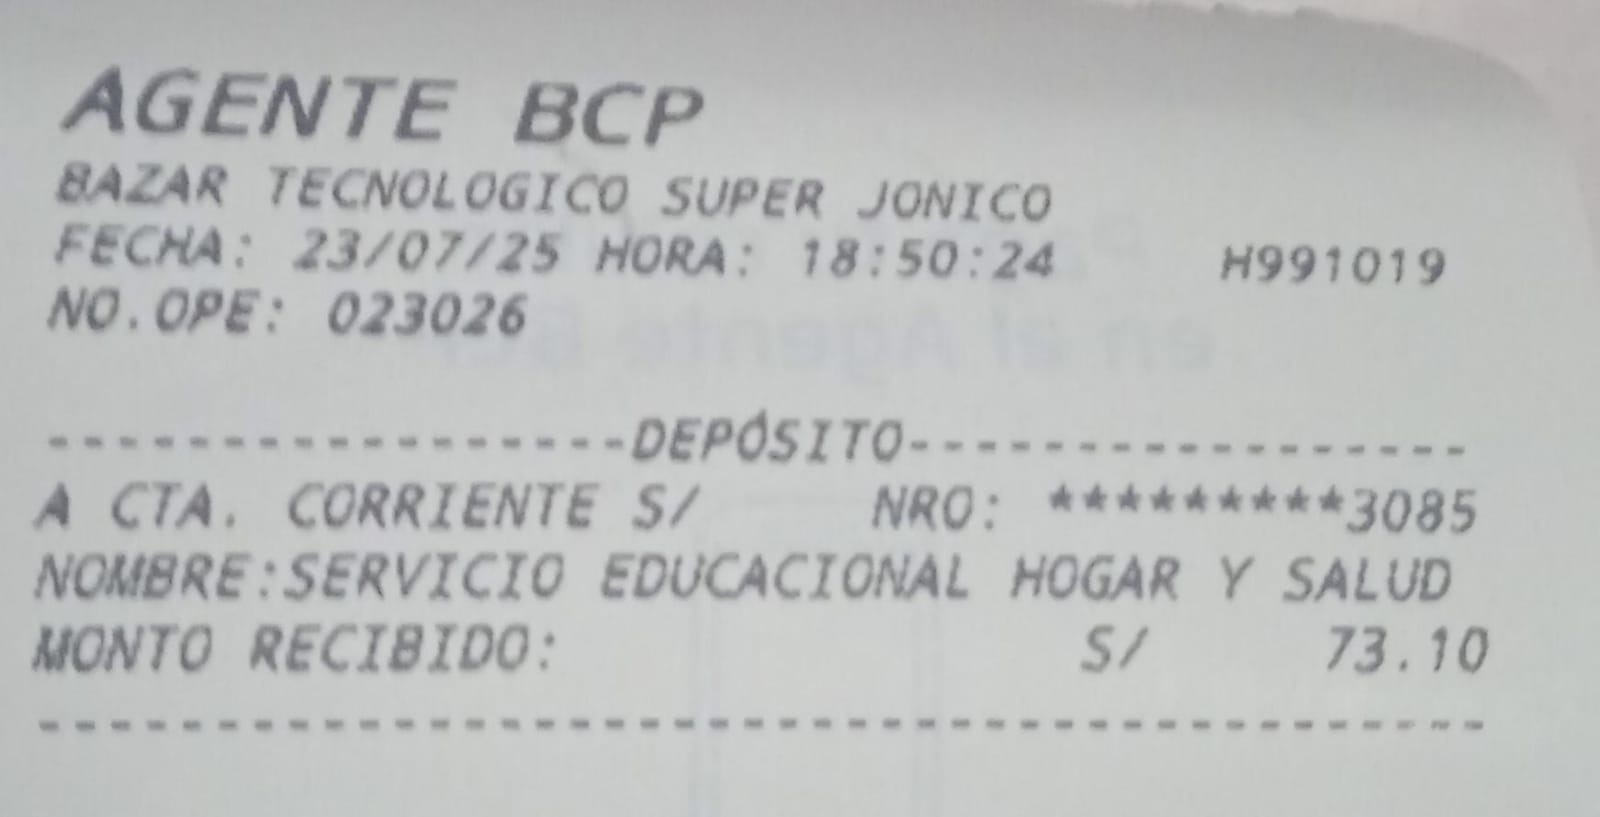 AGENTE BCP
BAZAR TECNOLOGICO SUPER JONICO
FECHA: 23/07/25 HORA: 18:50:24 H991019
NO.OPE: 023026
-----------------DEPÓSITO-----------------
A CTA. CORRIENTE S/ NRO: *********3085
NOMBRE:SERVICIO EDUCACIONAL HOGAR Y SALUD
MONTO RECIBIDO: S/ 73.10
-----------------------------------------